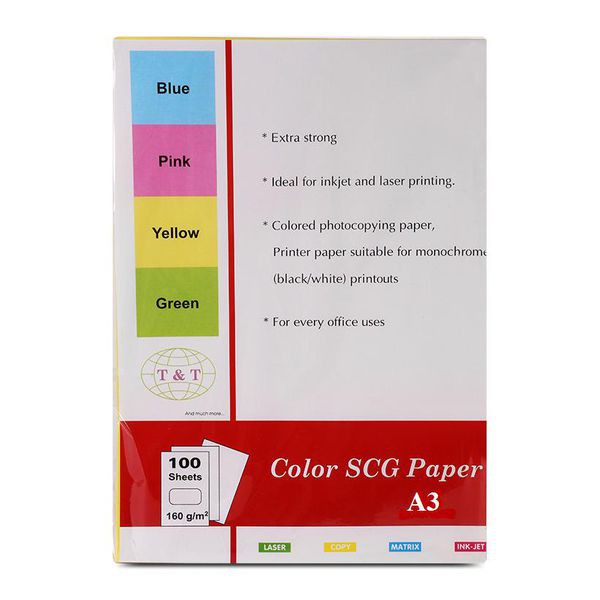 Blue
Pink
Yellow
Green
T & T
And much more...
* Extra strong
* Ideal for inkjet and laser printing.
* Colored photocopying paper,
Printer paper suitable for monochrome
(black/white) printouts
* For every office uses
100
Sheets
160 g/m²
Color SCG Paper
A3
LASER
COPY
MATRIX
INK-JET